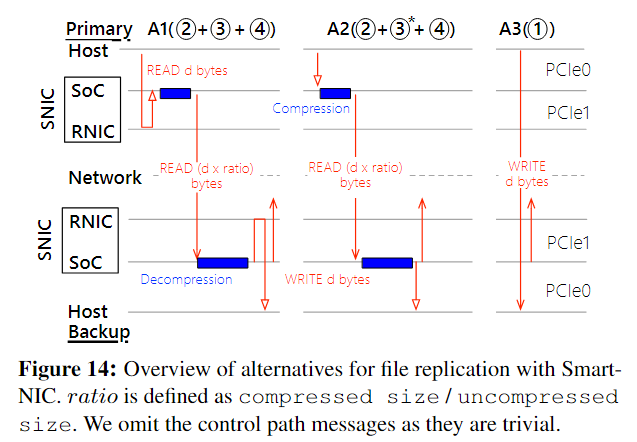 Primary A1(②+③+④) A2(②+③*+④) A3(①)
Host
READ d bytes
PCIe0
SNIC
SoC
Compression
PCIe1
RNIC
Network
READ (d x ratio)
bytes
READ (d x ratio)
bytes
WRITE
d bytes
SNIC
RNIC
PCIe1
SoC
Decompression
WRITE d bytes
PCIe0
Host
Backup
Figure 14: Overview of alternatives for file replication with Smart-
NIC. ratio is defined as compressed size / uncompressed
size. We omit the control path messages as they are trivial.